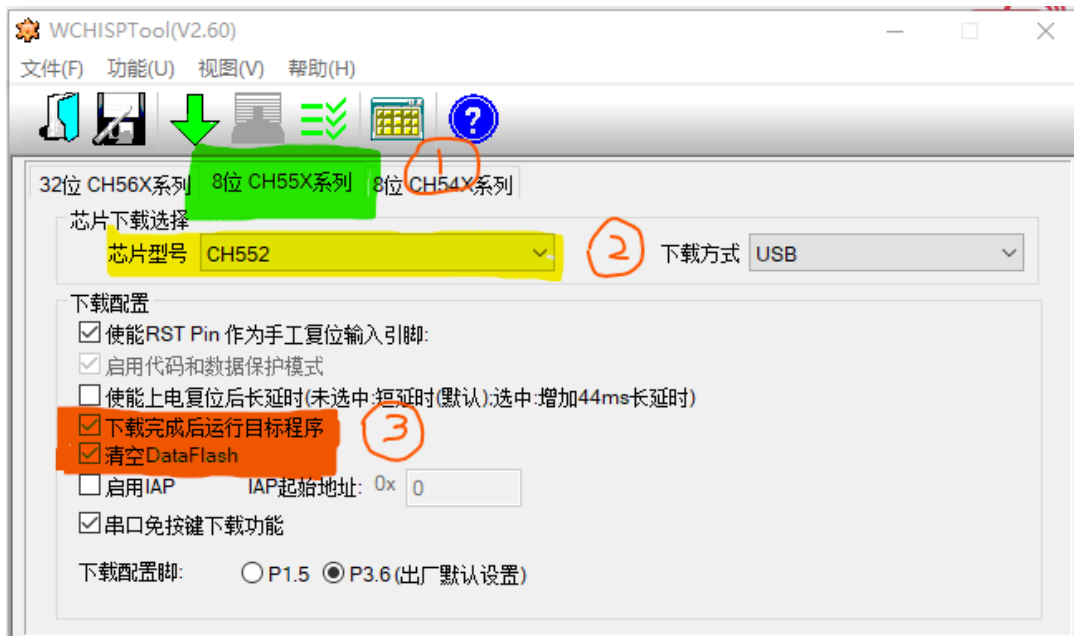 WCHISPTool(V2.60)
文件(F) 功能(U) 视图(V) 帮助(H)
?
①
32位 CH56X系列 8位 CH55X系列 8位 CH54X系列
芯片下载选择
芯片型号 CH552 ② 下载方式 USB
下载配置
使能RST Pin 作为手工复位输入引脚:
启用代码和数据保护模式
使能上电复位后长延时(未选中:短延时(默认);选中:增加44ms长延时)
下载完成后运行目标程序 ③
清空DataFlash
启用IAP IAP起始地址: 0x 0
串口免按键下载功能
下载配置脚: P1.5 P3.6(出厂默认设置)